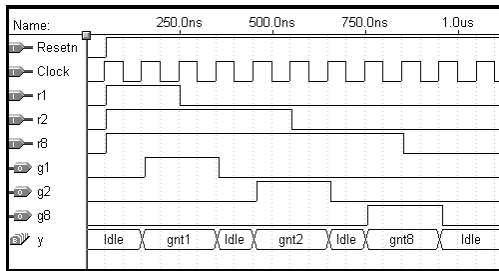 Name: 250.0ns 500.0ns 750.0ns 1.0us
Resetn
Clock
r1
r2
r8
g1
g2
g8
y Idle gnt1 Idle gnt2 Idle gnt8 Idle